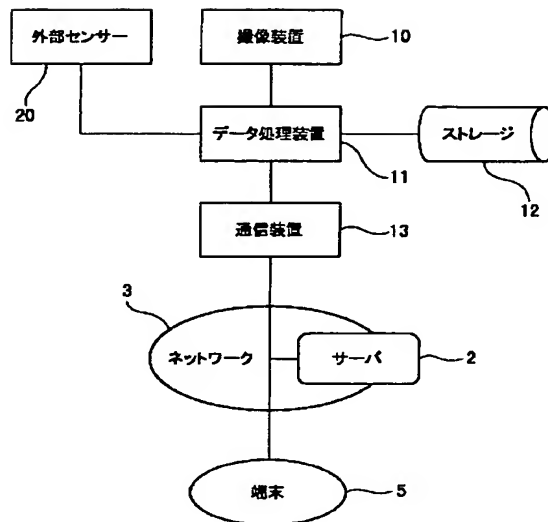 外部センサー
撮像装置
10
20
データ処理装置
11
ストレージ
12
通信装置
13
3
ネットワーク
サーバ
2
端末
5